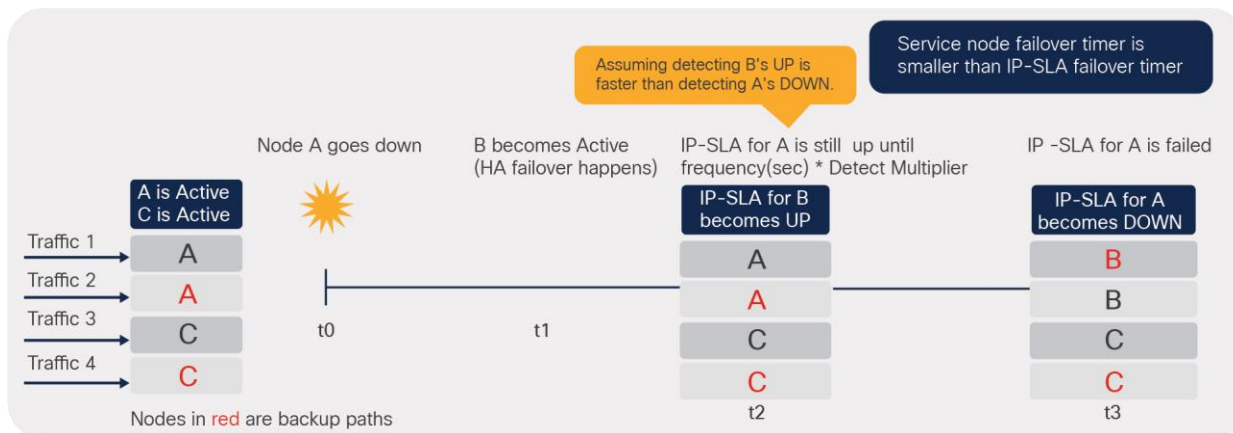 Service node failover timer is
smaller than IP-SLA failover timer
Assuming detecting B's UP is
faster than detecting A's DOWN.
Node A goes down
B becomes Active
(HA failover happens)
IP-SLA for A is still up until
frequency(sec) * Detect Multiplier
IP -SLA for A is failed
A is Active
C is Active
IP-SLA for B
becomes UP
IP-SLA for A
becomes DOWN
Traffic 1
A
A
B
Traffic 2
A
A
B
Traffic 3
C
C
C
Traffic 4
C
C
C
t0
t1
t2
t3
Nodes in red are backup paths